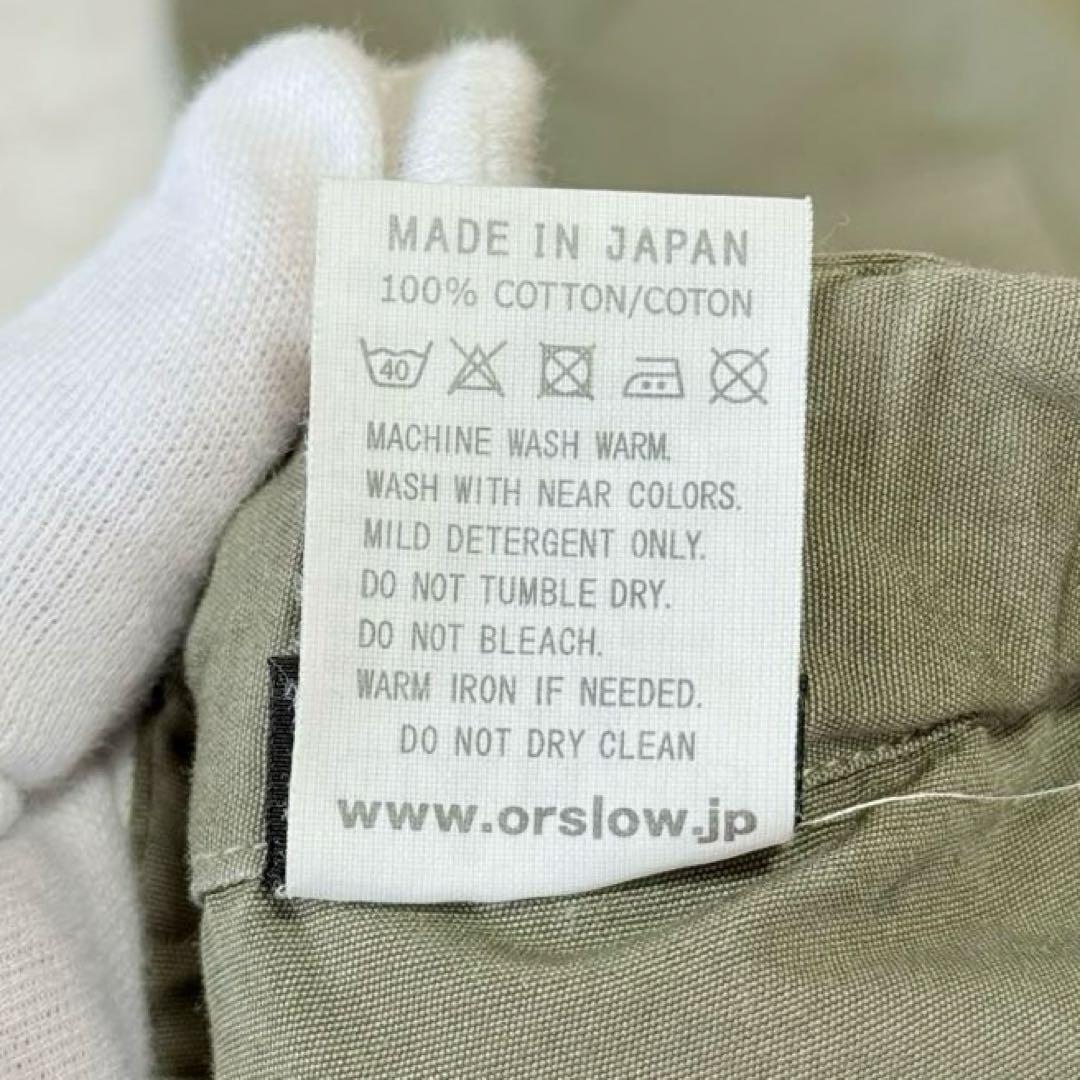 MADE IN JAPAN
100% COTTON/COTON
40
MACHINE WASH WARM.
WASH WITH NEAR COLORS.
MILD DETERGENT ONLY.
DO NOT TUMBLE DRY.
DO NOT BLEACH.
WARM IRON IF NEEDED.
DO NOT DRY CLEAN
www.orslow.jp